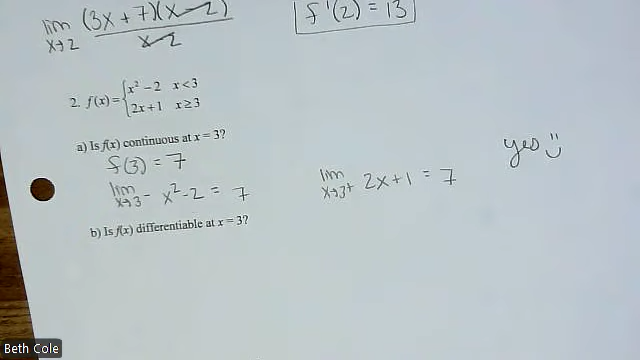 lim x→2 (3x+7)(x-2) / x-2
f'(2) = 13
2. f(x) = { x² − 2 x < 3
2x + 1 x ≥ 3
a) Is f(x) continuous at x = 3?
f(3) = 7
yes
lim x→3⁻ x²-2 = 7
lim x→3⁺ 2x+1 = 7
b) Is f(x) differentiable at x = 3?
Beth Cole